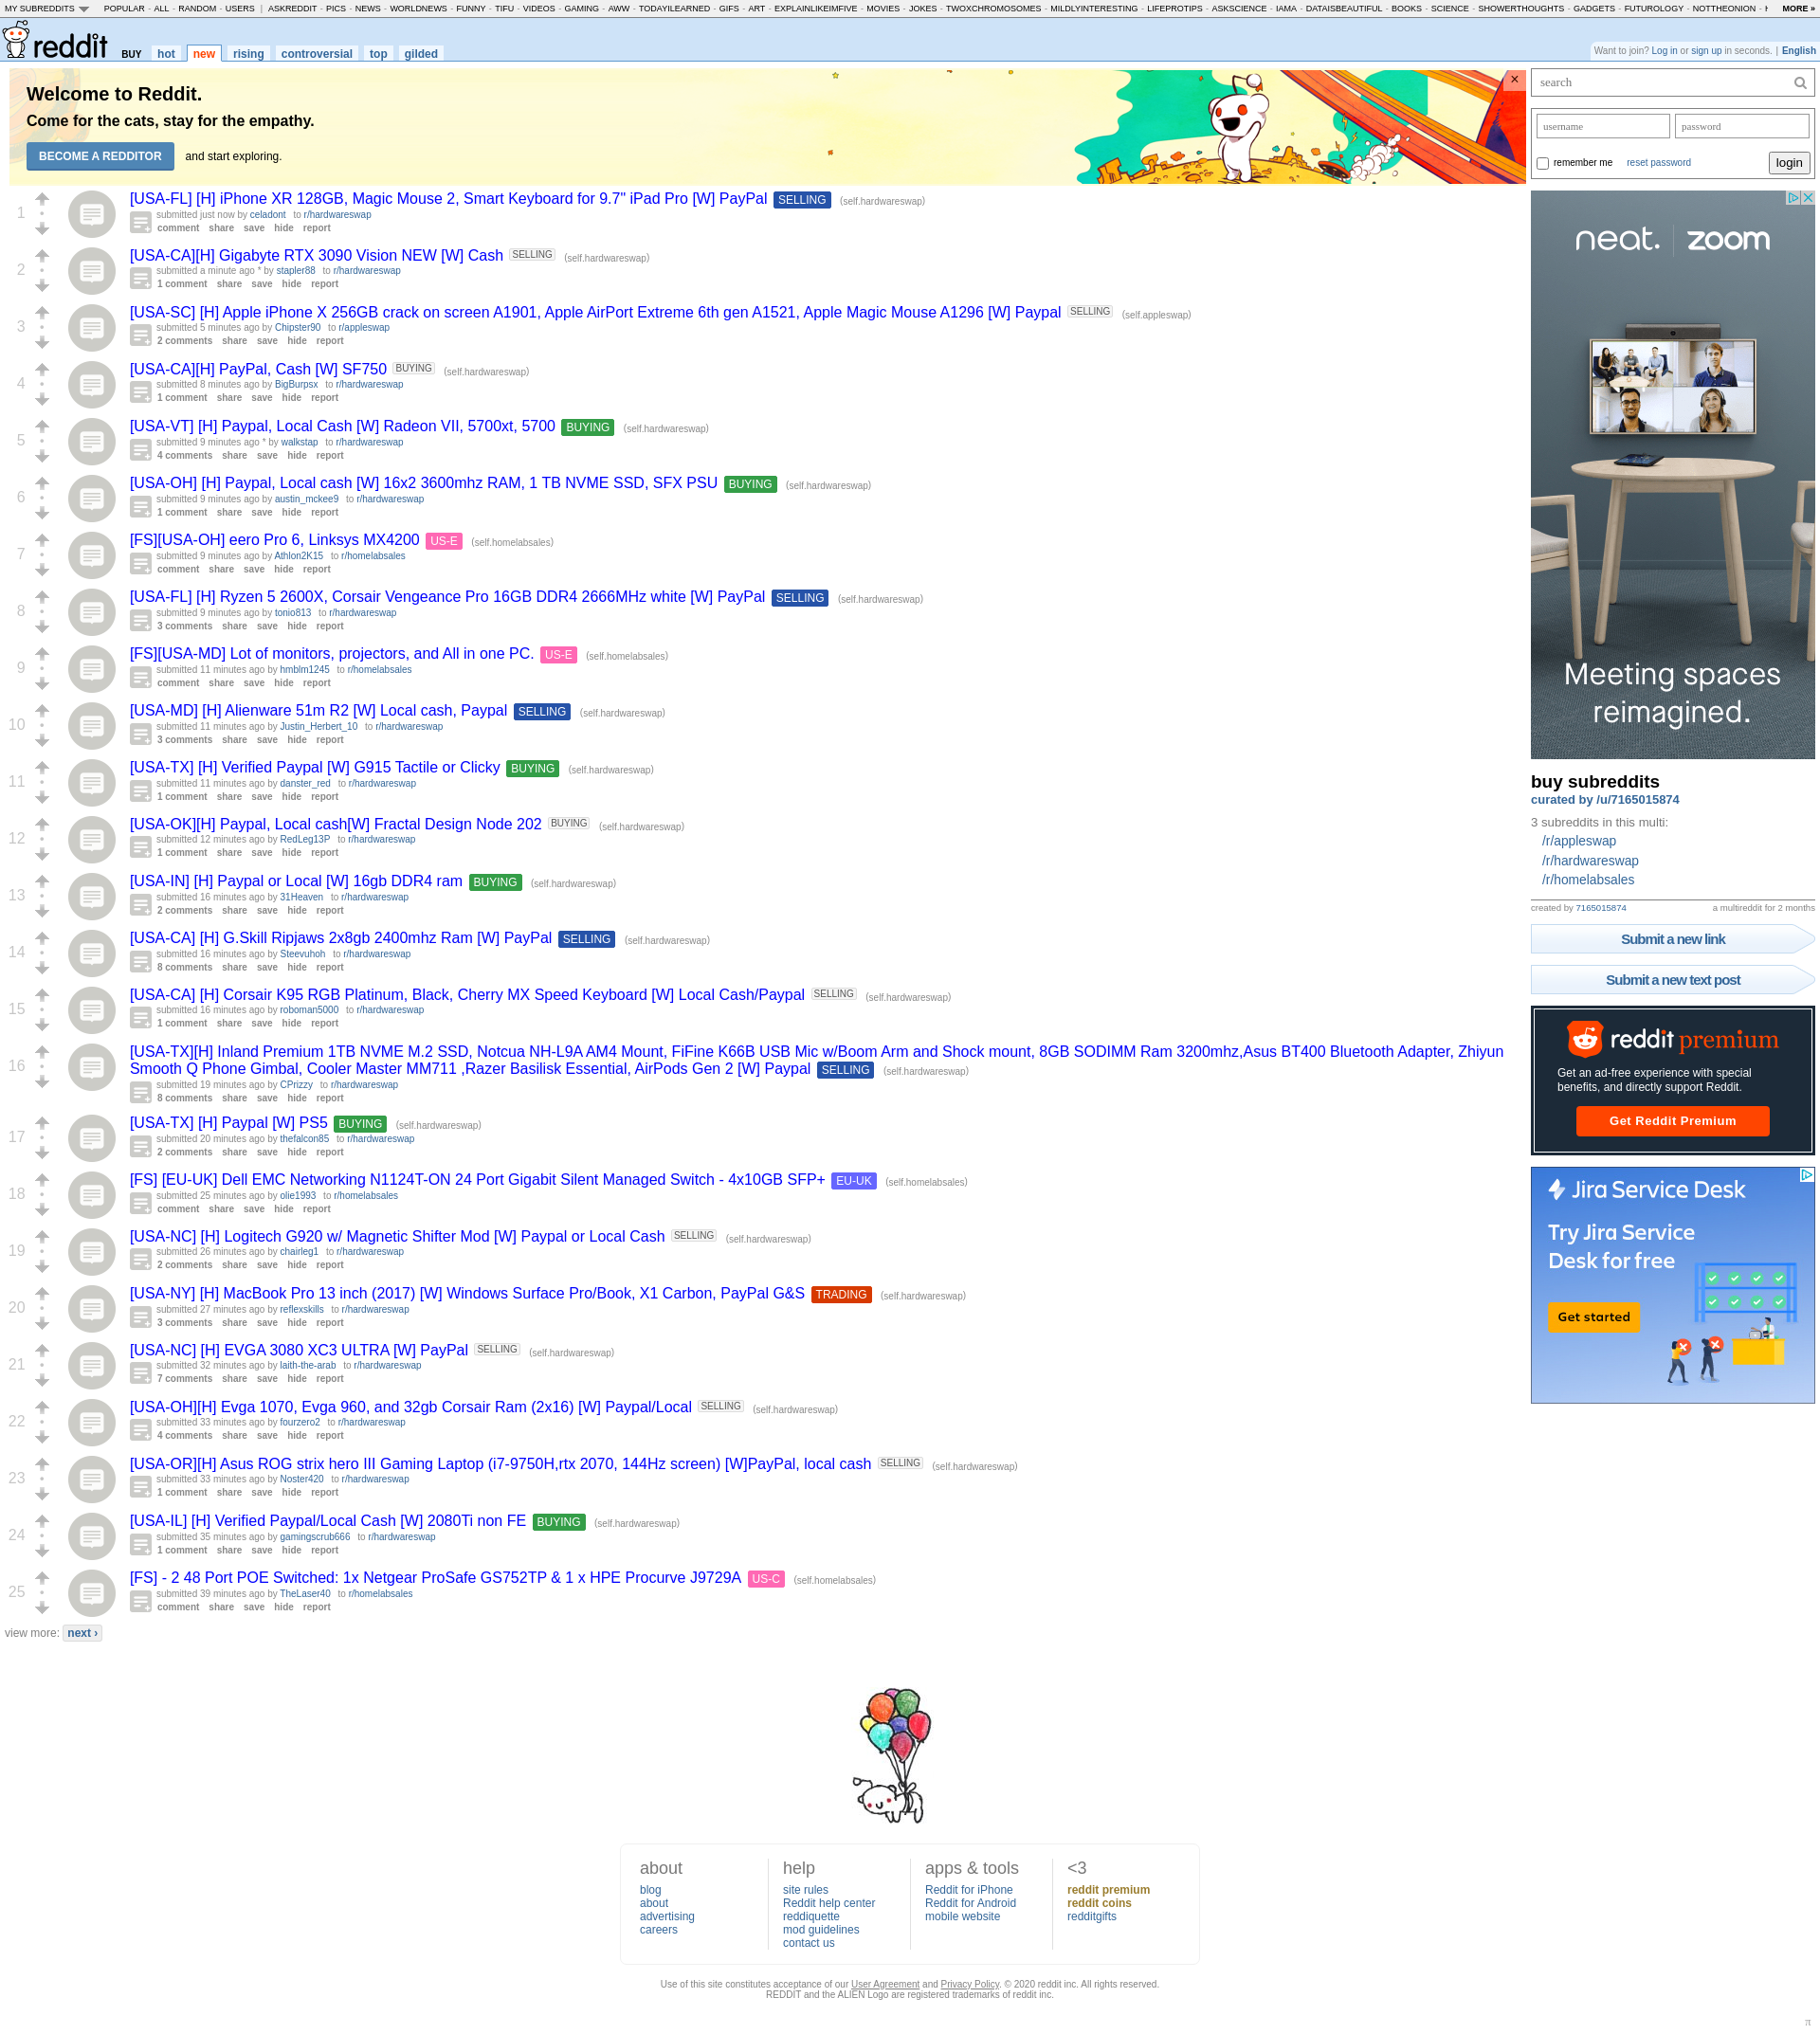 MY SUBREDDITS POPULAR - ALL - RANDOM - USERS | ASKREDDIT - PICS - NEWS - WORLDNEWS - FUNNY - TIFU - VIDEOS - GAMING - AWW - TODAYILEARNED - GIFS - ART - EXPLAINLIKEIMFIVE - MOVIES - JOKES - TWOXCHROMOSOMES - MILDLYINTERESTING - LIFEPROTIPS - ASKSCIENCE - IAMA - DATAISBEAUTIFUL - BOOKS - SCIENCE - SHOWERTHOUGHTS - GADGETS - FUTUROLOGY - NOTTHEONION - MORE »
reddit BUY hot new rising controversial top gilded
Want to join? Log in or sign up in seconds. | English
Welcome to Reddit.
Come for the cats, stay for the empathy.
BECOME A REDDITOR and start exploring.
×
1
[USA-FL] [H] iPhone XR 128GB, Magic Mouse 2, Smart Keyboard for 9.7" iPad Pro [W] PayPal SELLING (self.hardwareswap)
submitted just now by celadont to r/hardwareswap
comment share save hide report
2
[USA-CA][H] Gigabyte RTX 3090 Vision NEW [W] Cash SELLING (self.hardwareswap)
submitted a minute ago * by stapler88 to r/hardwareswap
1 comment share save hide report
3
[USA-SC] [H] Apple iPhone X 256GB crack on screen A1901, Apple AirPort Extreme 6th gen A1521, Apple Magic Mouse A1296 [W] Paypal SELLING (self.appleswap)
submitted 5 minutes ago by Chipster90 to r/appleswap
2 comments share save hide report
4
[USA-CA][H] PayPal, Cash [W] SF750 BUYING (self.hardwareswap)
submitted 8 minutes ago by BigBurpsx to r/hardwareswap
1 comment share save hide report
5
[USA-VT] [H] Paypal, Local Cash [W] Radeon VII, 5700xt, 5700 BUYING (self.hardwareswap)
submitted 9 minutes ago * by walkstap to r/hardwareswap
4 comments share save hide report
6
[USA-OH] [H] Paypal, Local cash [W] 16x2 3600mhz RAM, 1 TB NVME SSD, SFX PSU BUYING (self.hardwareswap)
submitted 9 minutes ago by austin_mckee9 to r/hardwareswap
1 comment share save hide report
7
[FS][USA-OH] eero Pro 6, Linksys MX4200 US-E (self.homelabsales)
submitted 9 minutes ago by Athlon2K15 to r/homelabsales
comment share save hide report
8
[USA-FL] [H] Ryzen 5 2600X, Corsair Vengeance Pro 16GB DDR4 2666MHz white [W] PayPal SELLING (self.hardwareswap)
submitted 9 minutes ago by tonio813 to r/hardwareswap
3 comments share save hide report
9
[FS][USA-MD] Lot of monitors, projectors, and All in one PC. US-E (self.homelabsales)
submitted 11 minutes ago by hmblm1245 to r/homelabsales
comment share save hide report
10
[USA-MD] [H] Alienware 51m R2 [W] Local cash, Paypal SELLING (self.hardwareswap)
submitted 11 minutes ago by Justin_Herbert_10 to r/hardwareswap
3 comments share save hide report
11
[USA-TX] [H] Verified Paypal [W] G915 Tactile or Clicky BUYING (self.hardwareswap)
submitted 11 minutes ago by danster_red to r/hardwareswap
1 comment share save hide report
12
[USA-OK][H] Paypal, Local cash[W] Fractal Design Node 202 BUYING (self.hardwareswap)
submitted 12 minutes ago by RedLeg13P to r/hardwareswap
1 comment share save hide report
13
[USA-IN] [H] Paypal or Local [W] 16gb DDR4 ram BUYING (self.hardwareswap)
submitted 16 minutes ago by 31Heaven to r/hardwareswap
2 comments share save hide report
14
[USA-CA] [H] G.Skill Ripjaws 2x8gb 2400mhz Ram [W] PayPal SELLING (self.hardwareswap)
submitted 16 minutes ago by Steevuhoh to r/hardwareswap
8 comments share save hide report
15
[USA-CA] [H] Corsair K95 RGB Platinum, Black, Cherry MX Speed Keyboard [W] Local Cash/Paypal SELLING (self.hardwareswap)
submitted 16 minutes ago by roboman5000 to r/hardwareswap
1 comment share save hide report
16
[USA-TX][H] Inland Premium 1TB NVME M.2 SSD, Notcua NH-L9A AM4 Mount, FiFine K66B USB Mic w/Boom Arm and Shock mount, 8GB SODIMM Ram 3200mhz,Asus BT400 Bluetooth Adapter, Zhiyun
Smooth Q Phone Gimbal, Cooler Master MM711 ,Razer Basilisk Essential, AirPods Gen 2 [W] Paypal SELLING (self.hardwareswap)
submitted 19 minutes ago by CPrizzy to r/hardwareswap
8 comments share save hide report
17
[USA-TX] [H] Paypal [W] PS5 BUYING (self.hardwareswap)
submitted 20 minutes ago by thefalcon85 to r/hardwareswap
2 comments share save hide report
18
[FS] [EU-UK] Dell EMC Networking N1124T-ON 24 Port Gigabit Silent Managed Switch - 4x10GB SFP+ EU-UK (self.homelabsales)
submitted 25 minutes ago by olie1993 to r/homelabsales
comment share save hide report
19
[USA-NC] [H] Logitech G920 w/ Magnetic Shifter Mod [W] Paypal or Local Cash SELLING (self.hardwareswap)
submitted 26 minutes ago by chairleg1 to r/hardwareswap
2 comments share save hide report
20
[USA-NY] [H] MacBook Pro 13 inch (2017) [W] Windows Surface Pro/Book, X1 Carbon, PayPal G&S TRADING (self.hardwareswap)
submitted 27 minutes ago by reflexskills to r/hardwareswap
3 comments share save hide report
21
[USA-NC] [H] EVGA 3080 XC3 ULTRA [W] PayPal SELLING (self.hardwareswap)
submitted 32 minutes ago by laith-the-arab to r/hardwareswap
7 comments share save hide report
22
[USA-OH][H] Evga 1070, Evga 960, and 32gb Corsair Ram (2x16) [W] Paypal/Local SELLING (self.hardwareswap)
submitted 33 minutes ago by fourzero2 to r/hardwareswap
4 comments share save hide report
23
[USA-OR][H] Asus ROG strix hero III Gaming Laptop (i7-9750H,rtx 2070, 144Hz screen) [W]PayPal, local cash SELLING (self.hardwareswap)
submitted 33 minutes ago by Noster420 to r/hardwareswap
1 comment share save hide report
24
[USA-IL] [H] Verified Paypal/Local Cash [W] 2080Ti non FE BUYING (self.hardwareswap)
submitted 35 minutes ago by gamingscrub666 to r/hardwareswap
1 comment share save hide report
25
[FS] - 2 48 Port POE Switched: 1x Netgear ProSafe GS752TP & 1 x HPE Procurve J9729A US-C (self.homelabsales)
submitted 39 minutes ago by TheLaser40 to r/homelabsales
comment share save hide report
view more: next ›
search
username password
remember me reset password login
neat. | zoom
Meeting spaces
reimagined.
buy subreddits
curated by /u/7165015874
3 subreddits in this multi:
/r/appleswap
/r/hardwareswap
/r/homelabsales
created by 7165015874 a multireddit for 2 months
Submit a new link
Submit a new text post
reddit premium
Get an ad-free experience with special
benefits, and directly support Reddit.
Get Reddit Premium
Jira Service Desk
Try Jira Service
Desk for free
Get started
about
blog
about
advertising
careers
help
site rules
Reddit help center
reddiquette
mod guidelines
contact us
apps & tools
Reddit for iPhone
Reddit for Android
mobile website
<3
reddit premium
reddit coins
redditgifts
Use of this site constitutes acceptance of our User Agreement and Privacy Policy. © 2020 reddit inc. All rights reserved.
REDDIT and the ALIEN Logo are registered trademarks of reddit inc.
π